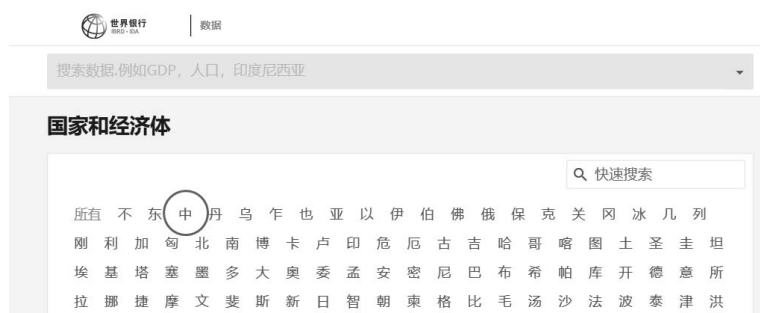 世界银行
IBRD • IDA
数据
搜索数据.例如GDP, 人口, 印度尼西亚
国家和经济体
快速搜索
所有 不 东 中 丹 乌 乍 也 亚 以 伊 伯 佛 俄 保 克 关 冈 冰 几 列
刚 利 加 匈 北 南 博 卡 卢 印 危 厄 古 吉 哈 哥 喀 图 土 圣 圭 坦
埃 基 塔 塞 墨 多 大 奥 委 孟 安 密 尼 巴 布 希 帕 库 开 德 意 所
拉 挪 捷 摩 文 斐 斯 新 日 智 朝 柬 格 比 毛 汤 沙 法 波 泰 津 洪